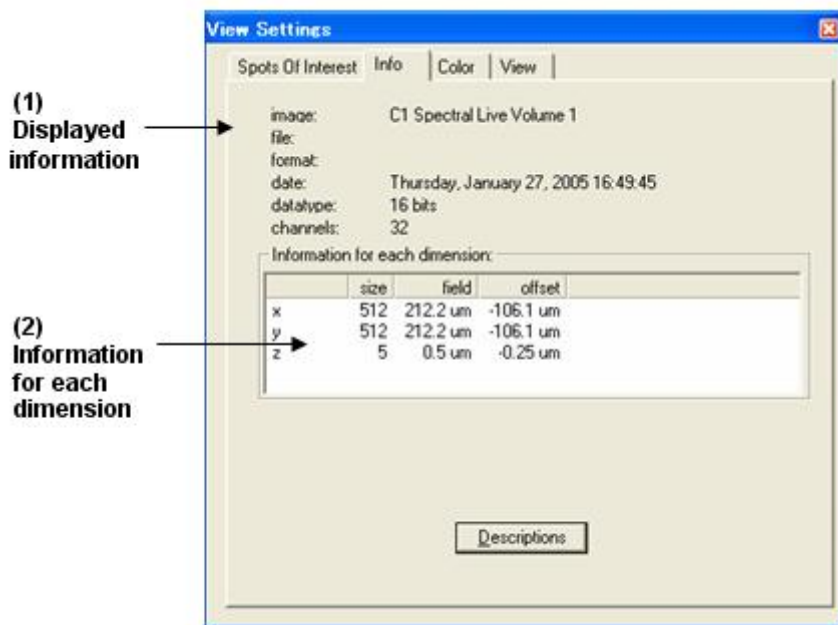 View Settings
Spots Of Interest Info Color View
(1)
Displayed
information
image: C1 Spectral Live Volume 1
file:
format:
date: Thursday, January 27, 2005 16:49:45
datatype: 16 bits
channels: 32
Information for each dimension:
size field offset
x 512 212.2 um -106.1 um
y 512 212.2 um -106.1 um
z 5 0.5 um -0.25 um
(2)
Information
for each
dimension
Descriptions